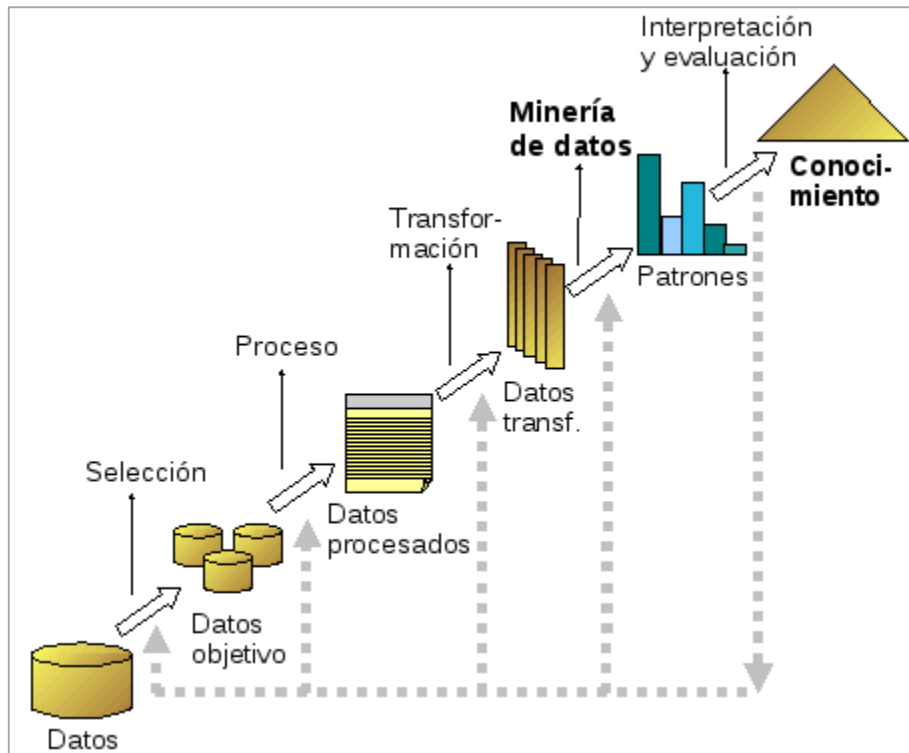 Interpretación
y evaluación
Minería
de datos
Conoci-
miento
Transfor-
mación
Patrones
Proceso
Datos
transf.
Selección
Datos
procesados
Datos
objetivo
Datos